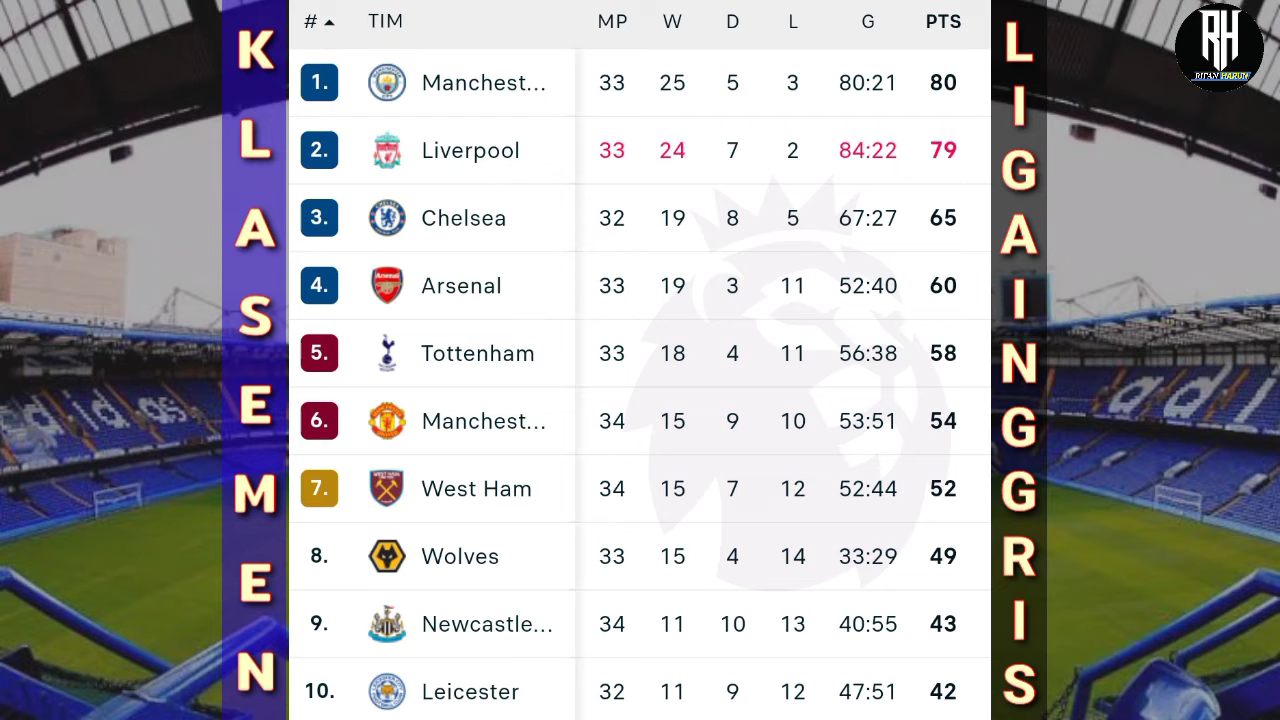 KLASEMEN
# TIM MP W D L G PTS
1. Manchest... 33 25 5 3 80:21 80
2. Liverpool 33 24 7 2 84:22 79
3. Chelsea 32 19 8 5 67:27 65
4. Arsenal 33 19 3 11 52:40 60
5. Tottenham 33 18 4 11 56:38 58
6. Manchest... 34 15 9 10 53:51 54
7. West Ham 34 15 7 12 52:44 52
8. Wolves 33 15 4 14 33:29 49
9. Newcastle... 34 11 10 13 40:55 43
10. Leicester 32 11 9 12 47:51 42
LIGAINGGRIS
RH
RITAN HARUN
adidas
adi